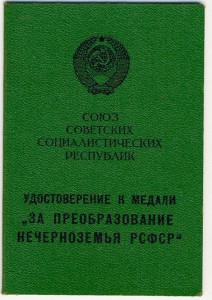 СОЮЗ
СОВЕТСКИХ
СОЦИАЛИСТИЧЕСКИХ
РЕСПУБЛИК
УДОСТОВЕРЕНИЕ К МЕДАЛИ
„ЗА ПРЕОБРАЗОВАНИЕ
НЕЧЕРНОЗЕМЬЯ РСФСР“